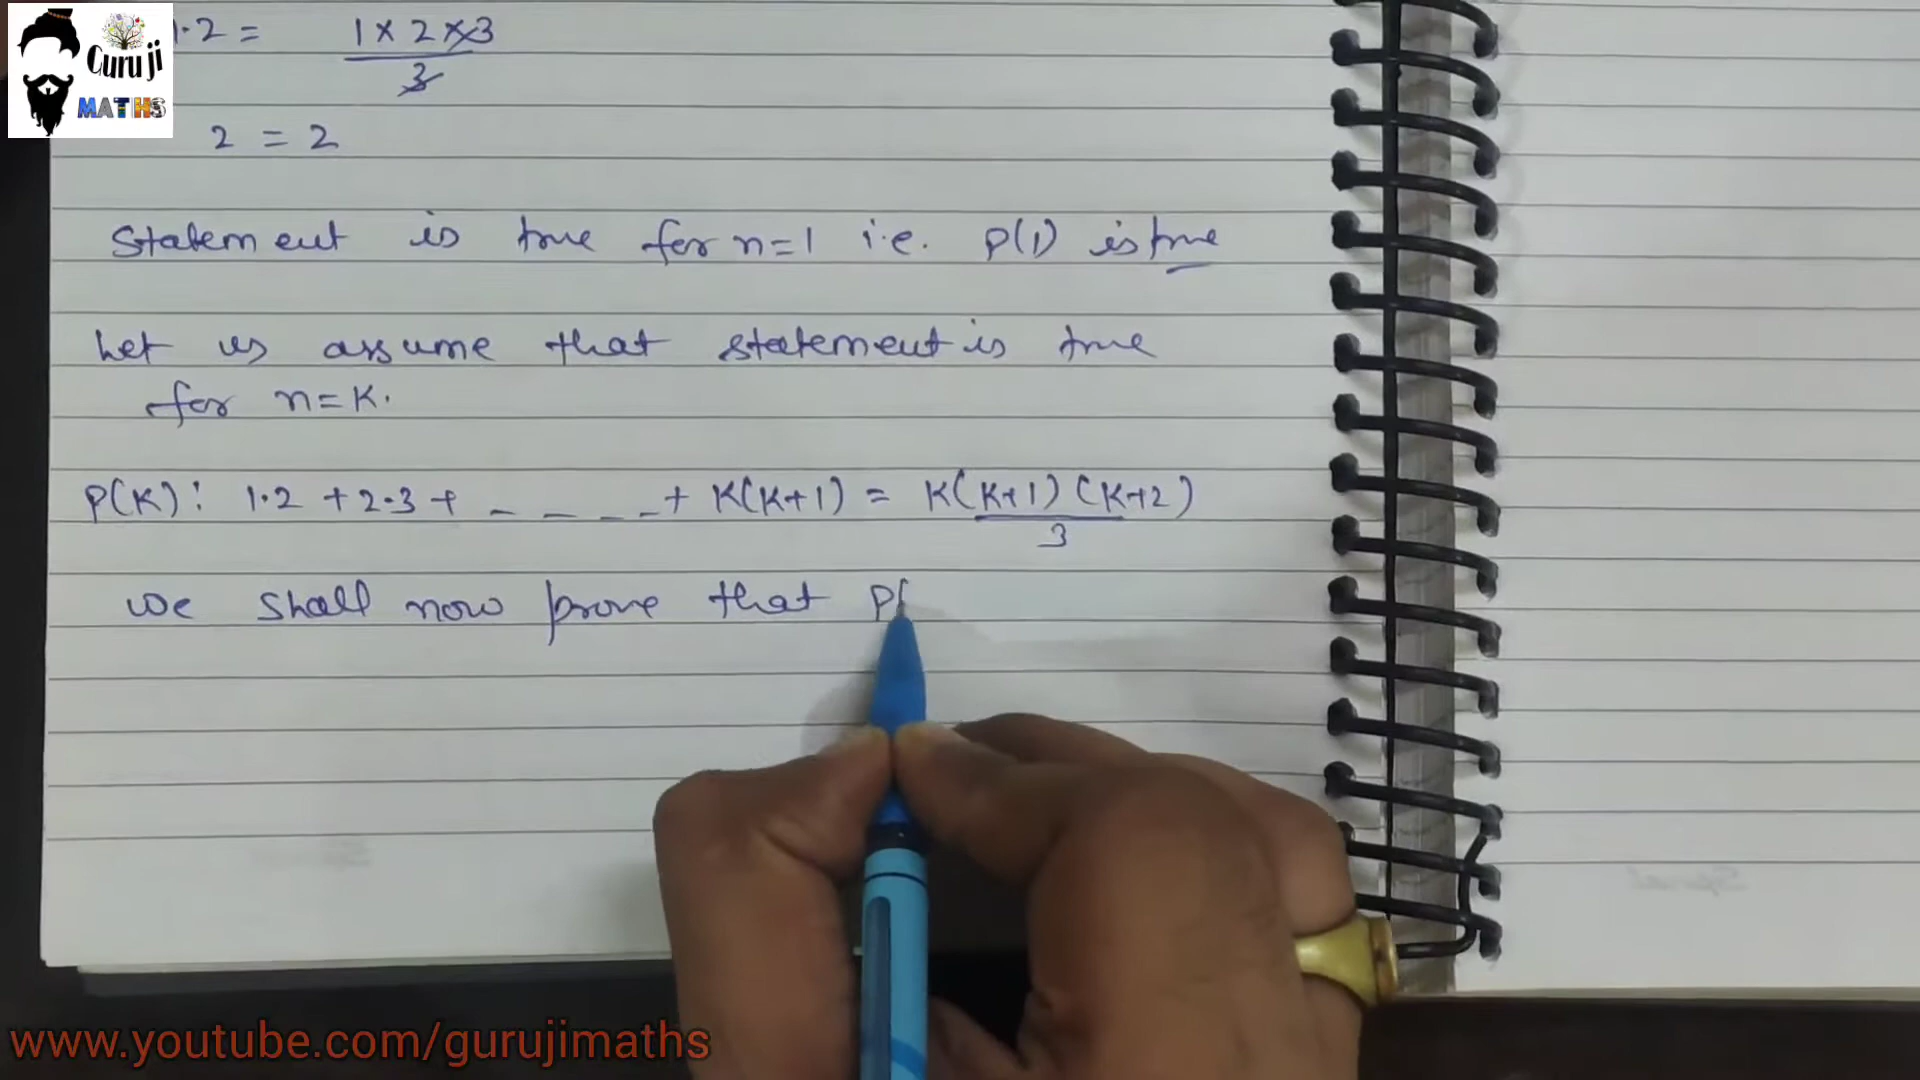 Guru ji
MATHS
1·2 = 1 × 2 × 3
3
2 = 2
Statement is true for n=1 i.e. P(1) is true
Let us assume that statement is true
for n=K.
P(K): 1·2 + 2·3 + _ _ _ _ + K(K+1) = K(K+1)(K+2)
3
We shall now prove that P(
www.youtube.com/gurujimaths